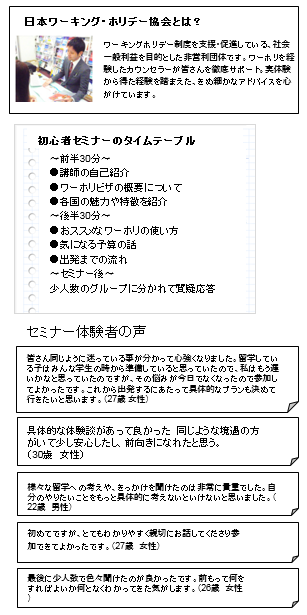 日本ワーキング・ホリデー協会とは？
ワーキングホリデー制度を支援・促進している、社会
一般利益を目的とした非営利団体です。ワーホリを経
験したカウンセラーが皆さんを徹底サポート。実体験
から得た経験を踏まえた、きめ細かなアドバイスを心
がけています。
初心者セミナーのタイムテーブル
～前半30分～
●講師の自己紹介
●ワーホリビザの概要について
●各国の魅力や特徴を紹介
～後半30分～
●おススメなワーホリの使い方
●気になる予算の話
●出発までの流れ
～セミナー後～
少人数のグループに分かれて質疑応答
セミナー体験者の声
皆さん同じように迷っている事が分かって心強くなりました。留学してい
る子はみんな学生の時から準備していると思っていたので、私はもう遅
いかなと思っていたのですが、その悩みが今日でなくなったので参加し
てよかったです。これから出発するにあたって具体的なプランも決めて
行きたいと思います。（27歳 女性）
具体的な体験談があって良かった 同じような境遇の方
がいて少し安心したし、前向きになれたと思う。
（30歳 女性）
様々な留学への考えや、きっかけを聞けたのは非常に貴重でした。自
分のやりたいことをもっと具体的に考えないといけないと思いました。（
22歳 男性）
初めてですが、とてもわかりやすく親切にお話してくださり参
加できてよかったです。（27歳 女性）
最後に少人数で色々聞けたのが良かったです。前もって何を
すればよいか何となくわかってきた気がします。（26歳 女性
）